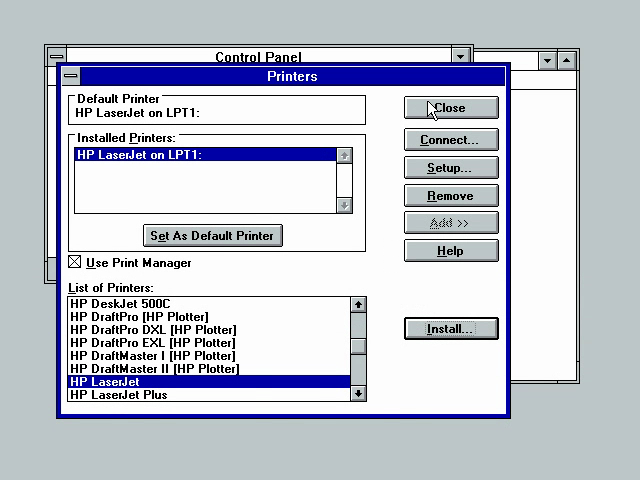 Control Panel
Printers
Default Printer
HP LaserJet on LPT1:
Installed Printers:
HP LaserJet on LPT1:
Set As Default Printer
Use Print Manager
List of Printers:
HP DeskJet 500C
HP DraftPro [HP Plotter]
HP DraftPro DXL [HP Plotter]
HP DraftPro EXL [HP Plotter]
HP DraftMaster I [HP Plotter]
HP DraftMaster II [HP Plotter]
HP LaserJet
HP LaserJet Plus
Close
Connect...
Setup...
Remove
Add >>
Help
Install...